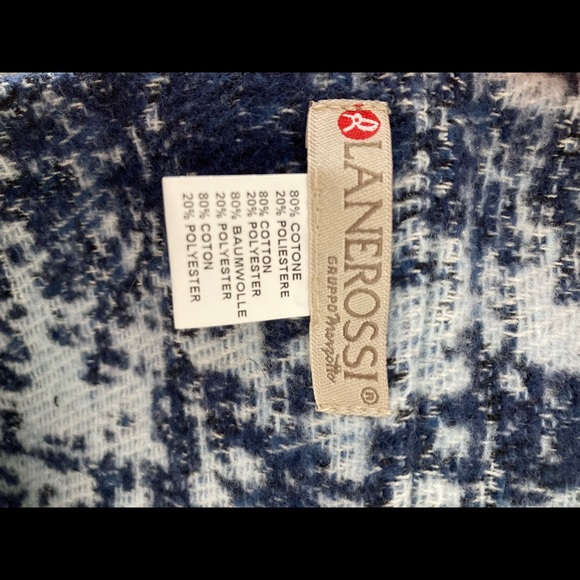 R
LANEROSSI®
GRUPPO Marzotto
80% COTONE
20% POLIESTERE
80% COTTON
20% POLYESTER
80% BAUMWOLLE
20% POLYESTER
80% COTON
20% POLYESTER